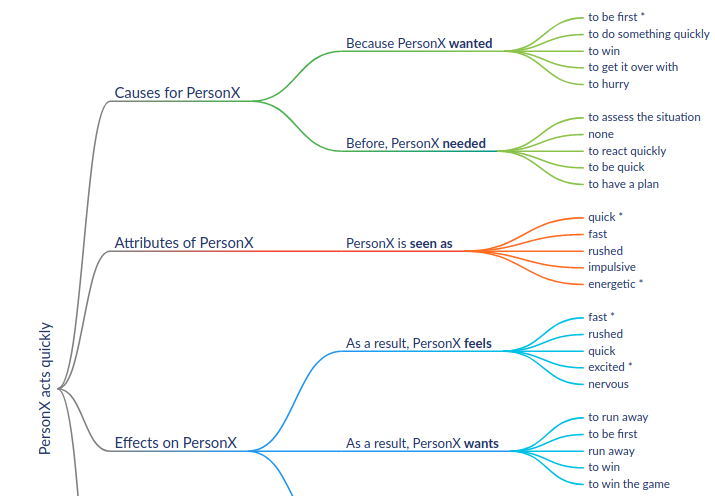 PersonX acts quickly
Causes for PersonX
Because PersonX wanted
to be first *
to do something quickly
to win
to get it over with
to hurry
Before, PersonX needed
to assess the situation
none
to react quickly
to be quick
to have a plan
Attributes of PersonX
PersonX is seen as
quick *
fast
rushed
impulsive
energetic *
Effects on PersonX
As a result, PersonX feels
fast *
rushed
quick
excited *
nervous
As a result, PersonX wants
to run away
to be first
run away
to win
to win the game